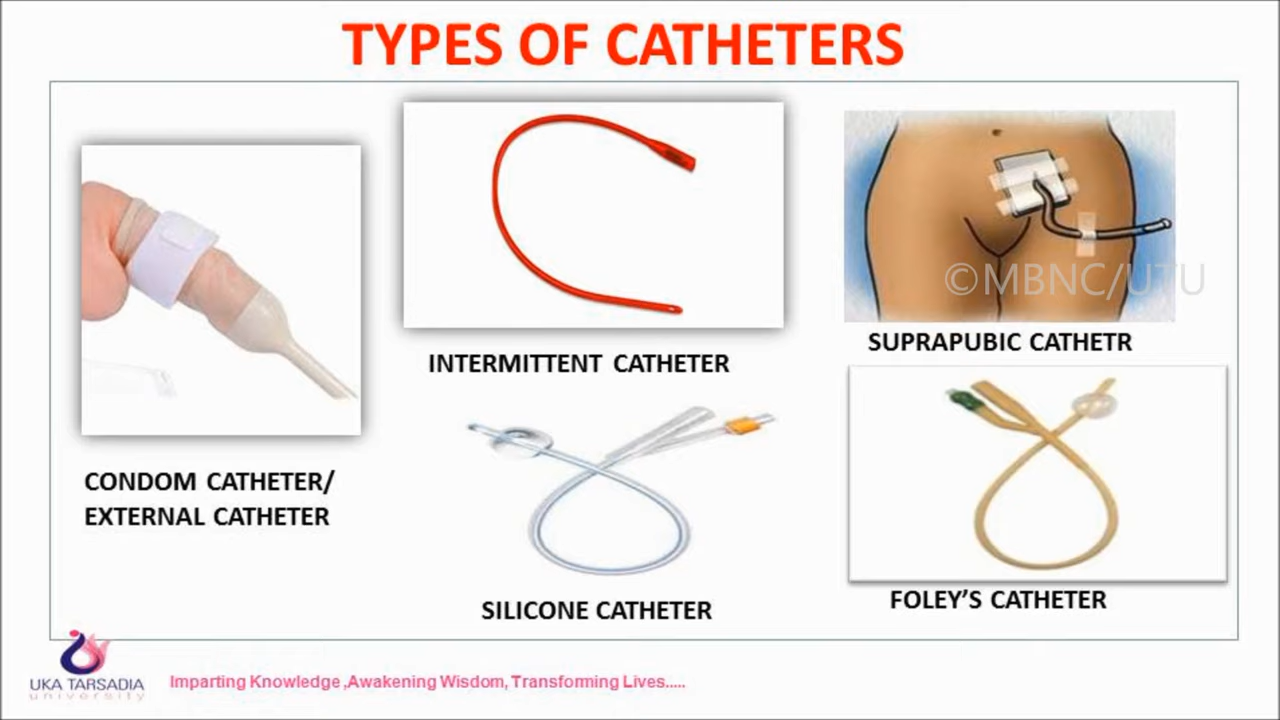 TYPES OF CATHETERS
©MBNC/UTU
SUPRAPUBIC CATHETR
INTERMITTENT CATHETER
CONDOM CATHETER/
EXTERNAL CATHETER
SILICONE CATHETER
FOLEY'S CATHETER
UKA TARSADIA
university
Imparting Knowledge ,Awakening Wisdom, Transforming Lives.....